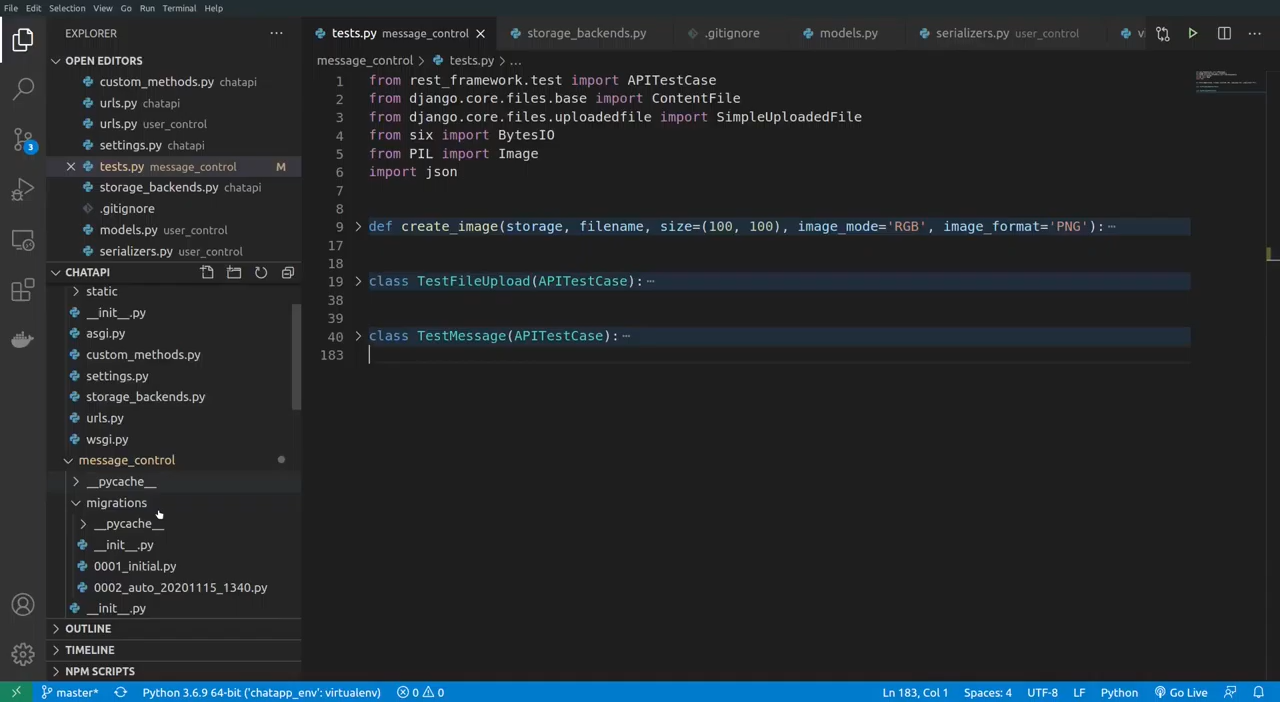 File Edit Selection View Go Run Terminal Help
EXPLORER
OPEN EDITORS
custom_methods.py chatapi
urls.py chatapi
urls.py user_control
settings.py chatapi
tests.py message_control M
storage_backends.py chatapi
.gitignore
models.py user_control
serializers.py user_control
CHATAPI
static
__init__.py
asgi.py
custom_methods.py
settings.py
storage_backends.py
urls.py
wsgi.py
message_control
__pycache__
migrations
__pycache__
__init__.py
0001_initial.py
0002_auto_20201115_1340.py
__init__.py
OUTLINE
TIMELINE
NPM SCRIPTS
3
tests.py message_control storage_backends.py .gitignore models.py serializers.py user_control
message_control > tests.py > ...
1 from rest_framework.test import APITestCase
2 from django.core.files.base import ContentFile
3 from django.core.files.uploadedfile import SimpleUploadedFile
4 from six import BytesIO
5 from PIL import Image
6 import json
7
8
9 def create_image(storage, filename, size=(100, 100), image_mode='RGB', image_format='PNG'):
17
18
19 class TestFileUpload(APITestCase):
38
39
40 class TestMessage(APITestCase):
183
master* Python 3.6.9 64-bit ('chatapp_env': virtualenv) 0 0 Ln 183, Col 1 Spaces: 4 UTF-8 LF Python Go Live